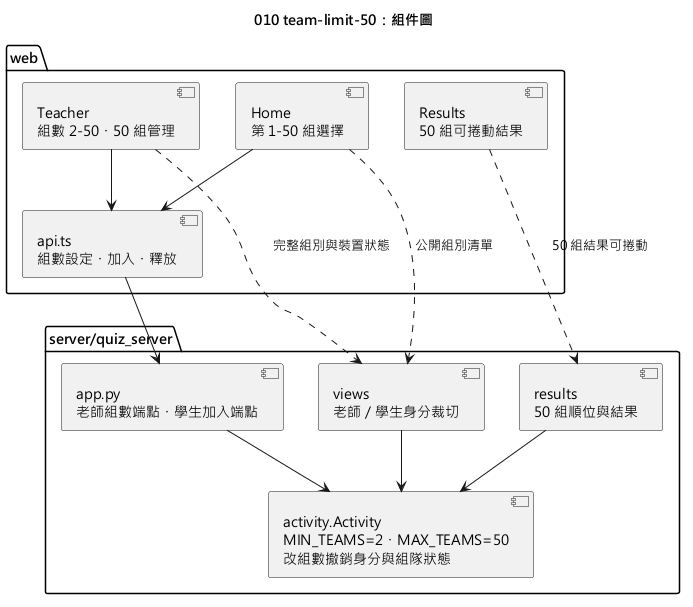 010 team-limit-50：組件圖
web
Teacher
組數 2-50．50 組管理
Home
第 1-50 組選擇
Results
50 組可捲動結果
api.ts
組數設定．加入．釋放
完整組別與裝置狀態
公開組別清單
50 組結果可捲動
server/quiz_server
app.py
老師組數端點．學生加入端點
views
老師 / 學生身分裁切
results
50 組順位與結果
activity.Activity
MIN_TEAMS=2．MAX_TEAMS=50
改組數撤銷身分與組隊狀態